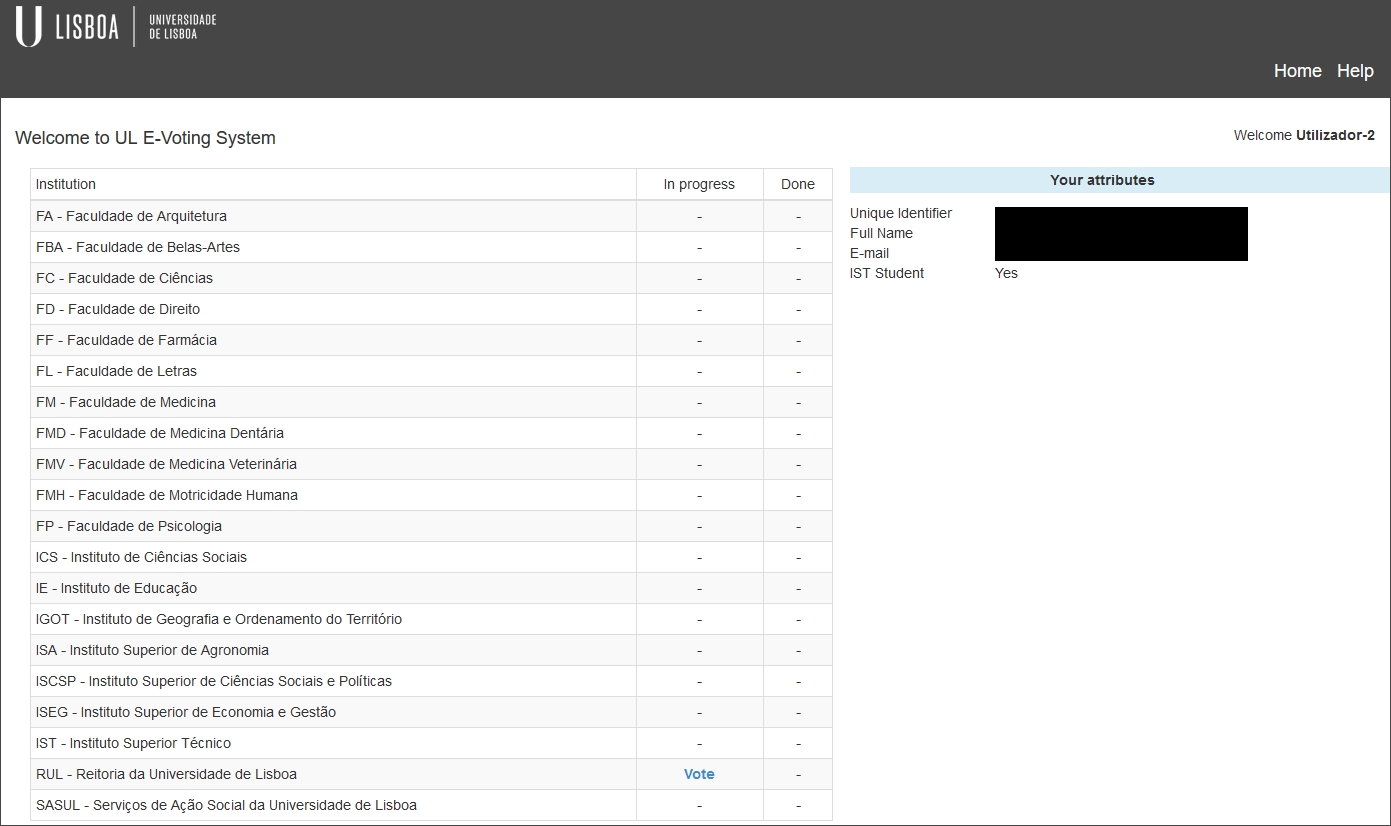 U LISBOA | UNIVERSIDADE
DE LISBOA
Home Help
Welcome to UL E-Voting System
Welcome Utilizador-2
Institution In progress Done
FA - Faculdade de Arquitetura - -
FBA - Faculdade de Belas-Artes - -
FC - Faculdade de Ciências - -
FD - Faculdade de Direito - -
FF - Faculdade de Farmácia - -
FL - Faculdade de Letras - -
FM - Faculdade de Medicina - -
FMD - Faculdade de Medicina Dentária - -
FMV - Faculdade de Medicina Veterinária - -
FMH - Faculdade de Motricidade Humana - -
FP - Faculdade de Psicologia - -
ICS - Instituto de Ciências Sociais - -
IE - Instituto de Educação - -
IGOT - Instituto de Geografia e Ordenamento do Território - -
ISA - Instituto Superior de Agronomia - -
ISCSP - Instituto Superior de Ciências Sociais e Políticas - -
ISEG - Instituto Superior de Economia e Gestão - -
IST - Instituto Superior Técnico - -
RUL - Reitoria da Universidade de Lisboa Vote -
SASUL - Serviços de Ação Social da Universidade de Lisboa - -
Your attributes
Unique Identifier
Full Name
E-mail
IST Student Yes